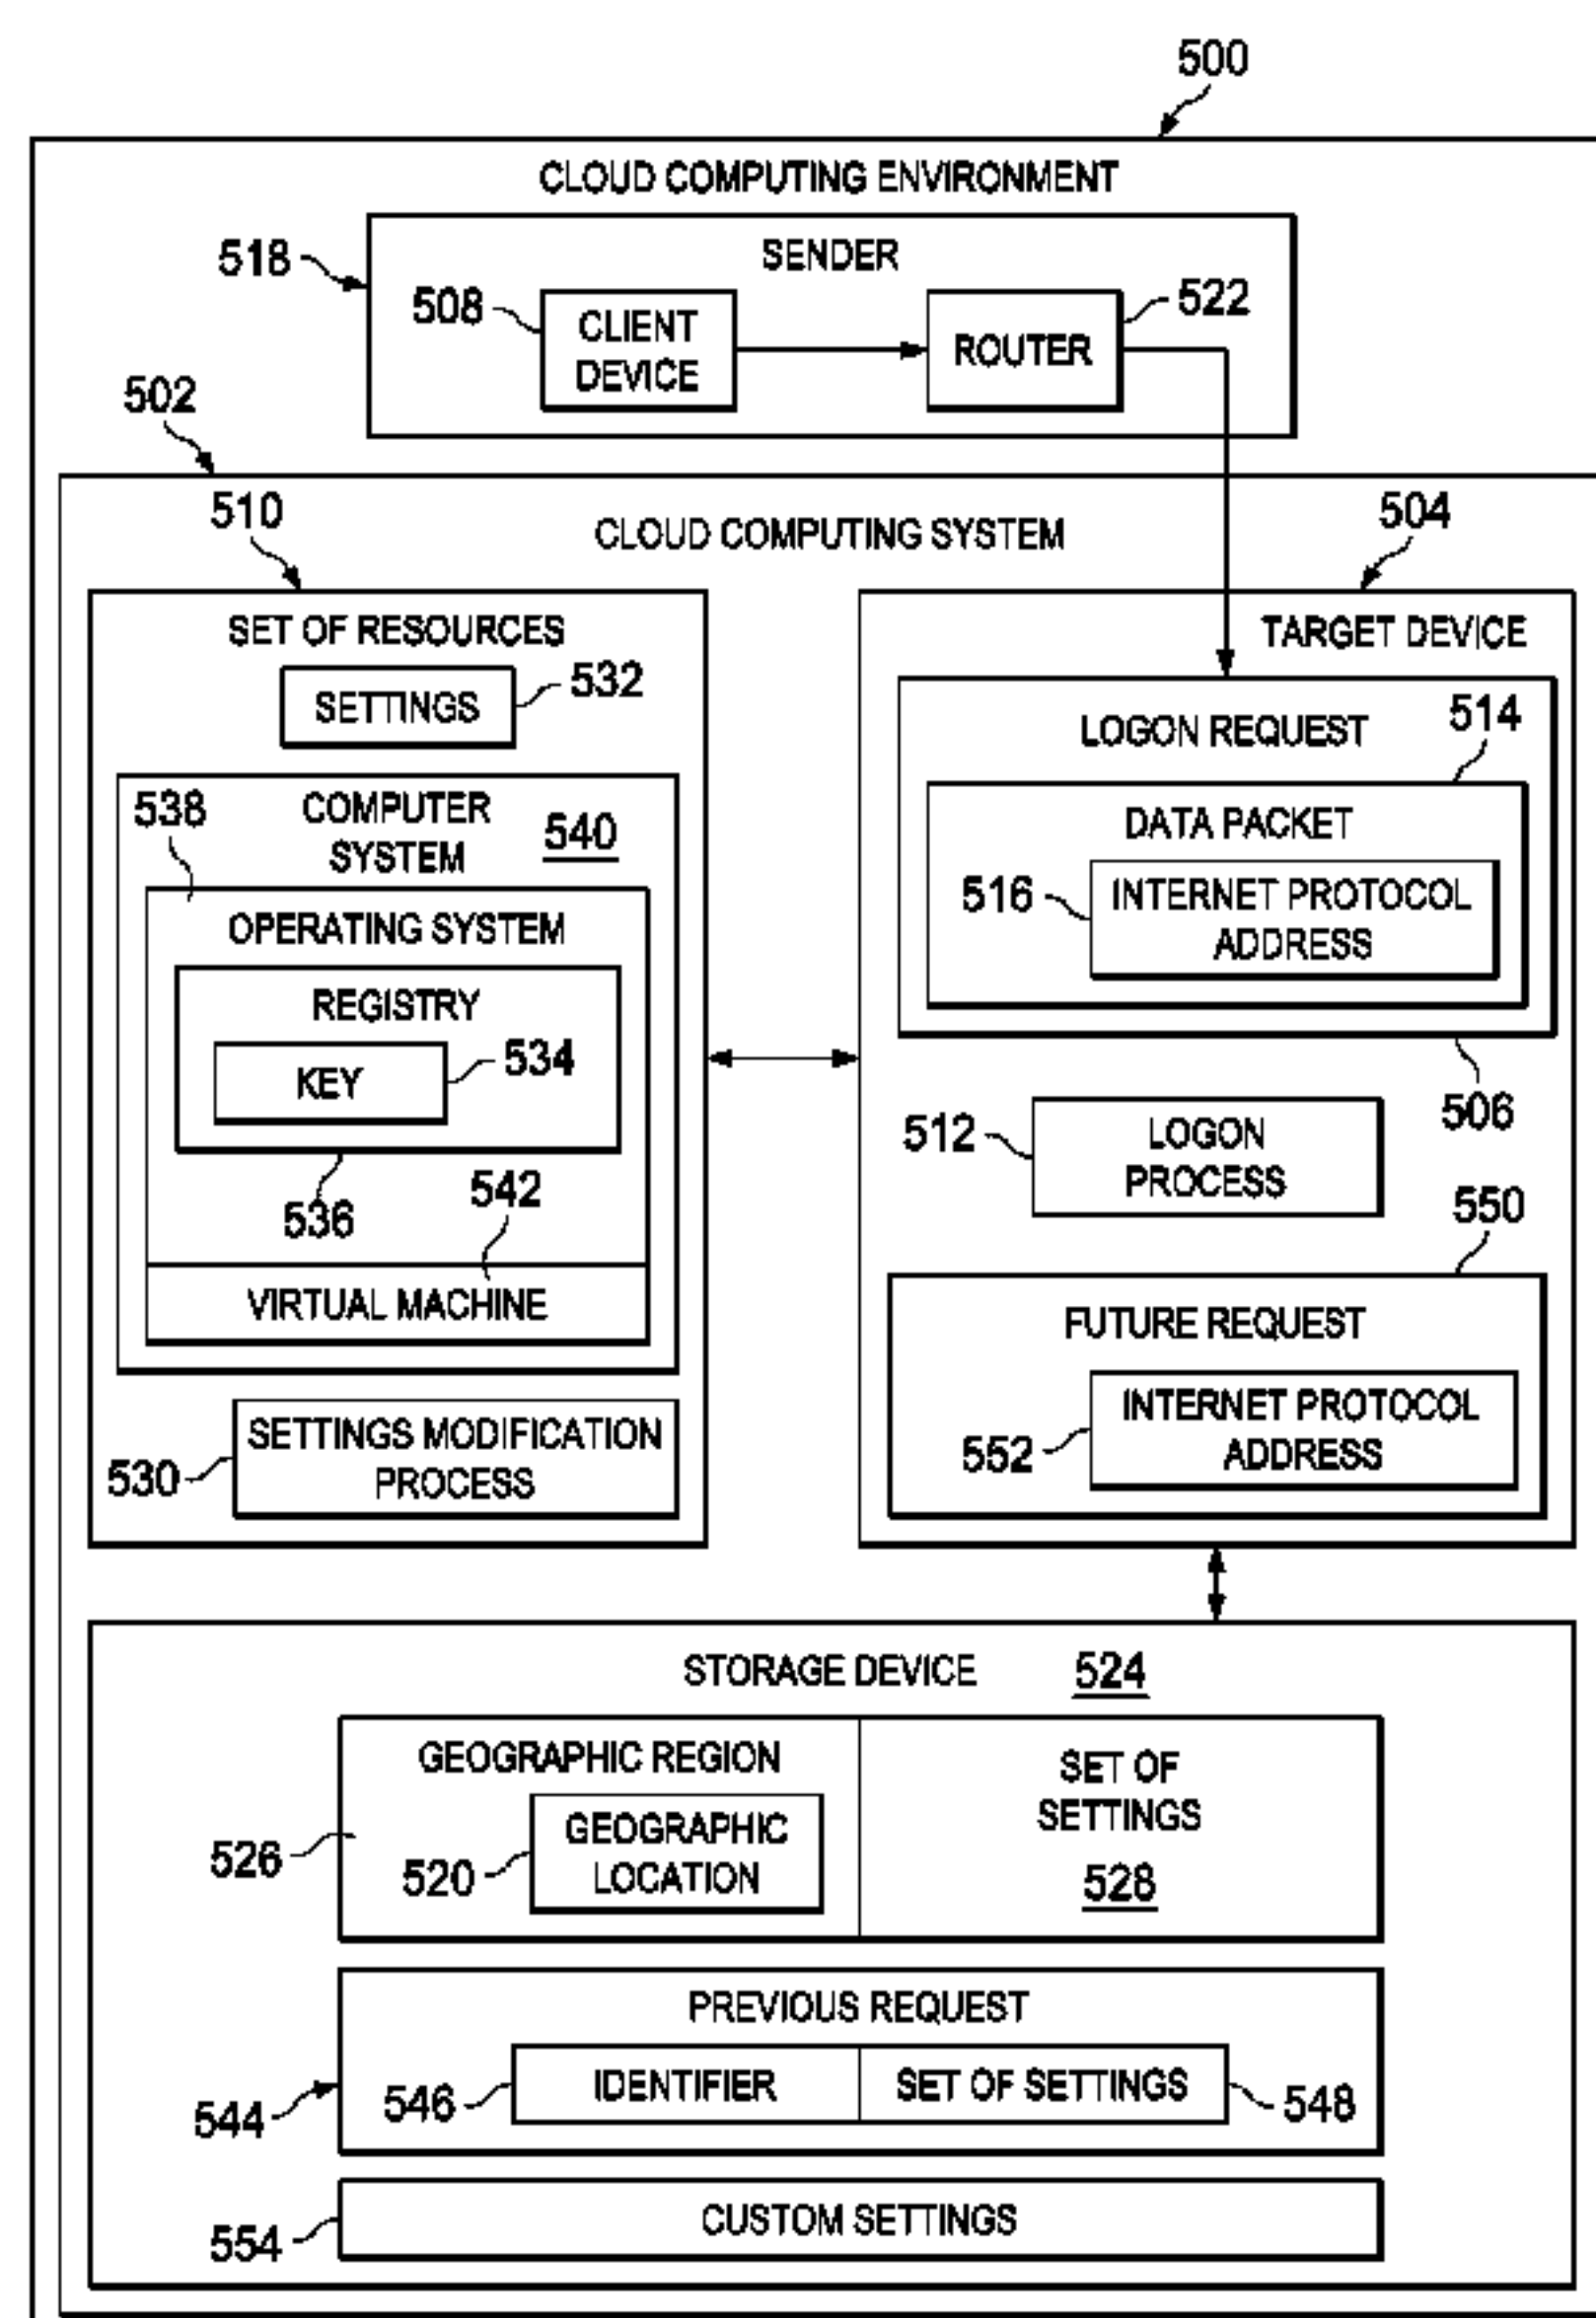 500
CLOUD COMPUTING ENVIRONMENT
518
SENDER
508
CLIENT
DEVICE
ROUTER
522
502
510
CLOUD COMPUTING SYSTEM
504
SET OF RESOURCES
SETTINGS
532
538
COMPUTER
SYSTEM
540
OPERATING SYSTEM
REGISTRY
KEY
534
536
542
VIRTUAL MACHINE
530
SETTINGS MODIFICATION
PROCESS
TARGET DEVICE
LOGON REQUEST
514
DATA PACKET
516
INTERNET PROTOCOL
ADDRESS
506
512
LOGON
PROCESS
550
FUTURE REQUEST
552
INTERNET PROTOCOL
ADDRESS
STORAGE DEVICE
524
GEOGRAPHIC REGION
526
520
GEOGRAPHIC
LOCATION
SET OF
SETTINGS
528
PREVIOUS REQUEST
544
546
IDENTIFIER
SET OF SETTINGS
548
554
CUSTOM SETTINGS